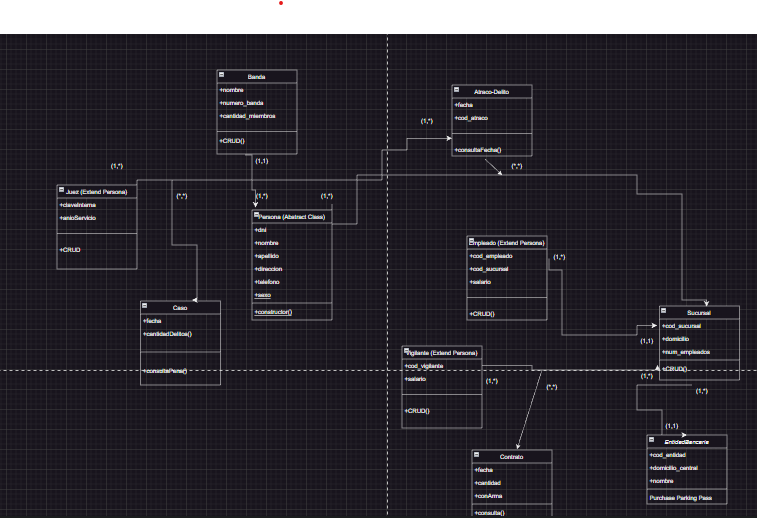 Banda
+nombre
+numero_banda
+cantidad_miembros
+CRUD()
(1,1)
Atraco-Delito
+fecha
+cod_atraco
+consultaFecha()
(1,*)
(*,*)
(1,*)
Juez (Extend Persona)
+claveInterna
+anioServicio
+CRUD
(*,*)
(1,*)
(1,*)
Persona (Abstract Class)
+dni
+nombre
+apellido
+direccion
+telefono
+sexo
+constructor()
Empleado (Extend Persona)
+cod_empleado
+cod_sucursal
+salario
+CRUD()
(1,*)
(1,1)
Caso
+fecha
+cantidadDelitos()
+consultaPena()
Sucursal
+cod_sucursal
+domicilio
+num_empleados
+CRUD()
Vigilante (Extend Persona)
+cod_vigilante
+salario
+CRUD()
(1,*)
(*,*)
(1,*)
(1,*)
(1,1)
EntidadBancaria
+cod_entidad
+domicilio_central
+nombre
Purchase Parking Pass
Contrato
+fecha
+cantidad
+conArma
+consulta()